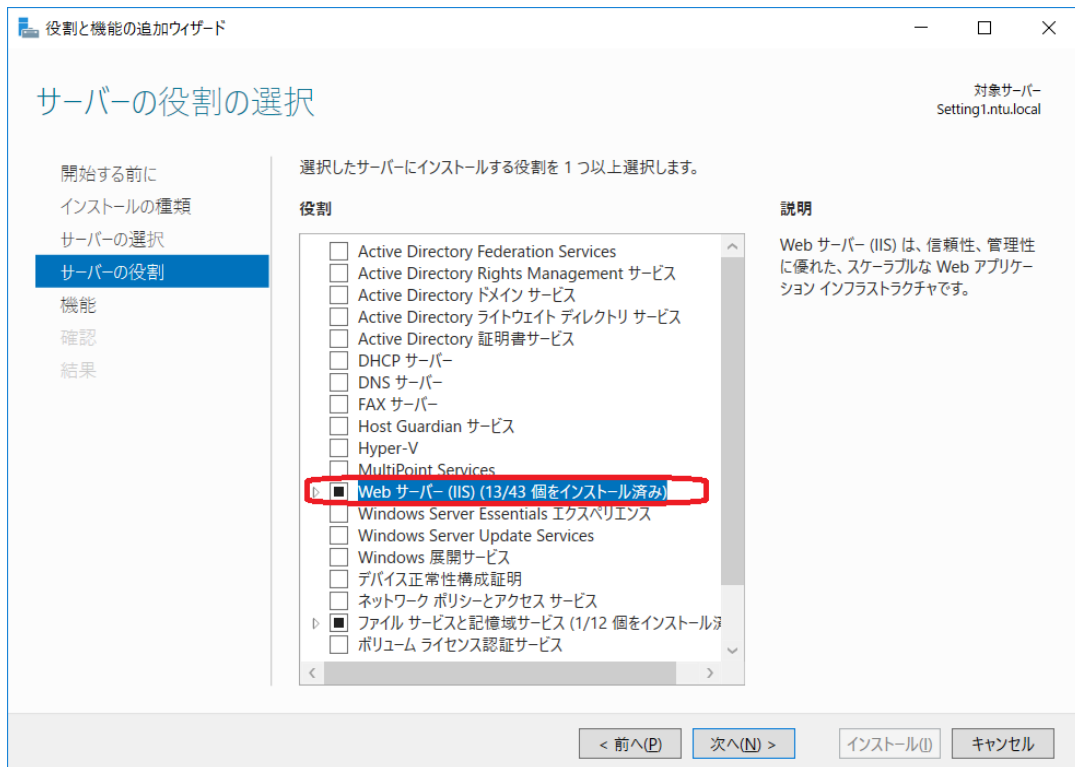 役割と機能の追加ウィザード
サーバーの役割の選択
対象サーバー
Setting1.ntu.local
開始する前に
インストールの種類
サーバーの選択
サーバーの役割
機能
確認
結果
選択したサーバーにインストールする役割を 1 つ以上選択します。
役割
Active Directory Federation Services
Active Directory Rights Management サービス
Active Directory ドメイン サービス
Active Directory ライトウェイト ディレクトリ サービス
Active Directory 証明書サービス
DHCP サーバー
DNS サーバー
FAX サーバー
Host Guardian サービス
Hyper-V
MultiPoint Services
Web サーバー (IIS) (13/43 個をインストール済み)
Windows Server Essentials エクスペリエンス
Windows Server Update Services
Windows 展開サービス
デバイス正常性構成証明
ネットワーク ポリシーとアクセス サービス
ファイル サービスと記憶域サービス (1/12 個をインストール済
ボリューム ライセンス認証サービス
説明
Web サーバー (IIS) は、信頼性、管理性
に優れた、スケーラブルな Web アプリケー
ション インフラストラクチャです。
< 前へ(P)
次へ(N) >
インストール(I)
キャンセル